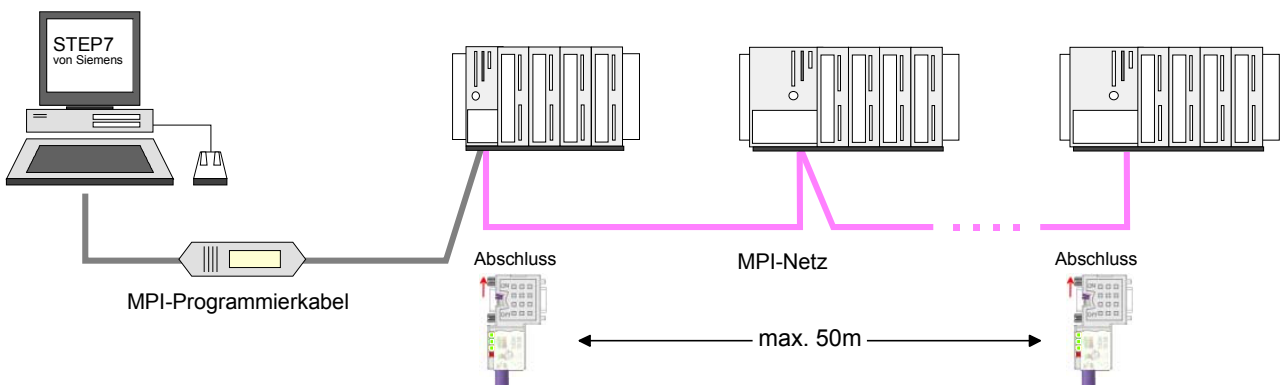 STEP7
von Siemens
MPI-Programmierkabel
Abschluss
MPI-Netz
Abschluss
max. 50m